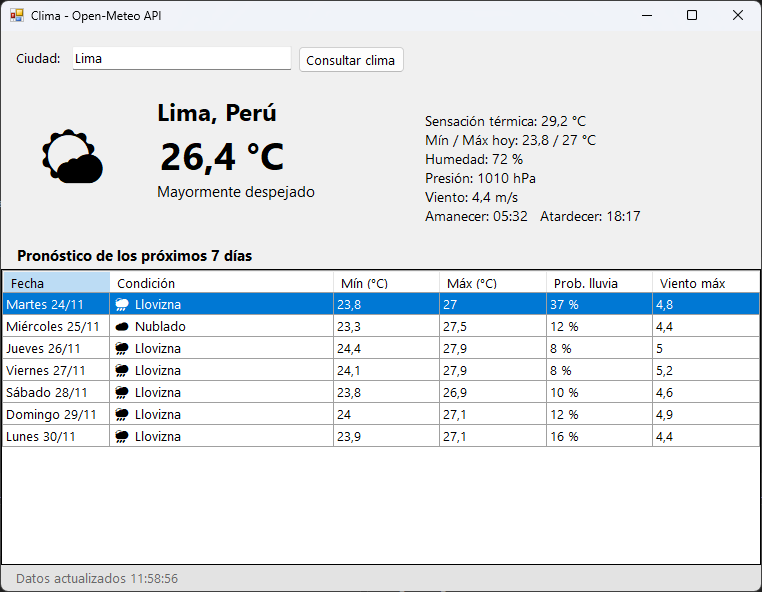 Clima - Open-Meteo API
Ciudad: Lima Consultar clima
Lima, Perú
26,4 °C
Mayormente despejado
Sensación térmica: 29,2 °C
Mín / Máx hoy: 23,8 / 27 °C
Humedad: 72 %
Presión: 1010 hPa
Viento: 4,4 m/s
Amanecer: 05:32 Atardecer: 18:17
Pronóstico de los próximos 7 días
Fecha Condición Mín (°C) Máx (°C) Prob. lluvia Viento máx
Martes 24/11 Llovizna 23,8 27 37 % 4,8
Miércoles 25/11 Nublado 23,3 27,5 12 % 4,4
Jueves 26/11 Llovizna 24,4 27,9 8 % 5
Viernes 27/11 Llovizna 24,1 27,9 8 % 5,2
Sábado 28/11 Llovizna 23,8 26,9 10 % 4,6
Domingo 29/11 Llovizna 24 27,1 12 % 4,9
Lunes 30/11 Llovizna 23,9 27,1 16 % 4,4
Datos actualizados 11:58:56